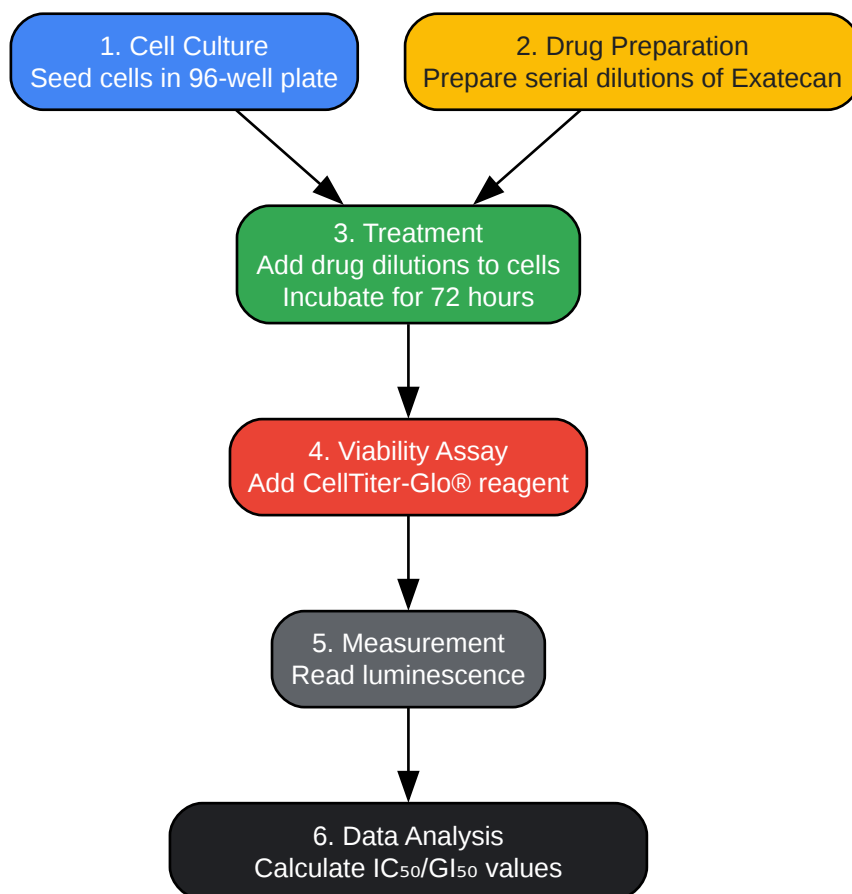 1. Cell Culture
Seed cells in 96-well plate
2. Drug Preparation
Prepare serial dilutions of Exatecan
3. Treatment
Add drug dilutions to cells
Incubate for 72 hours
4. Viability Assay
Add CellTiter-Glo® reagent
5. Measurement
Read luminescence
6. Data Analysis
Calculate IC₅₀/GI₅₀ values